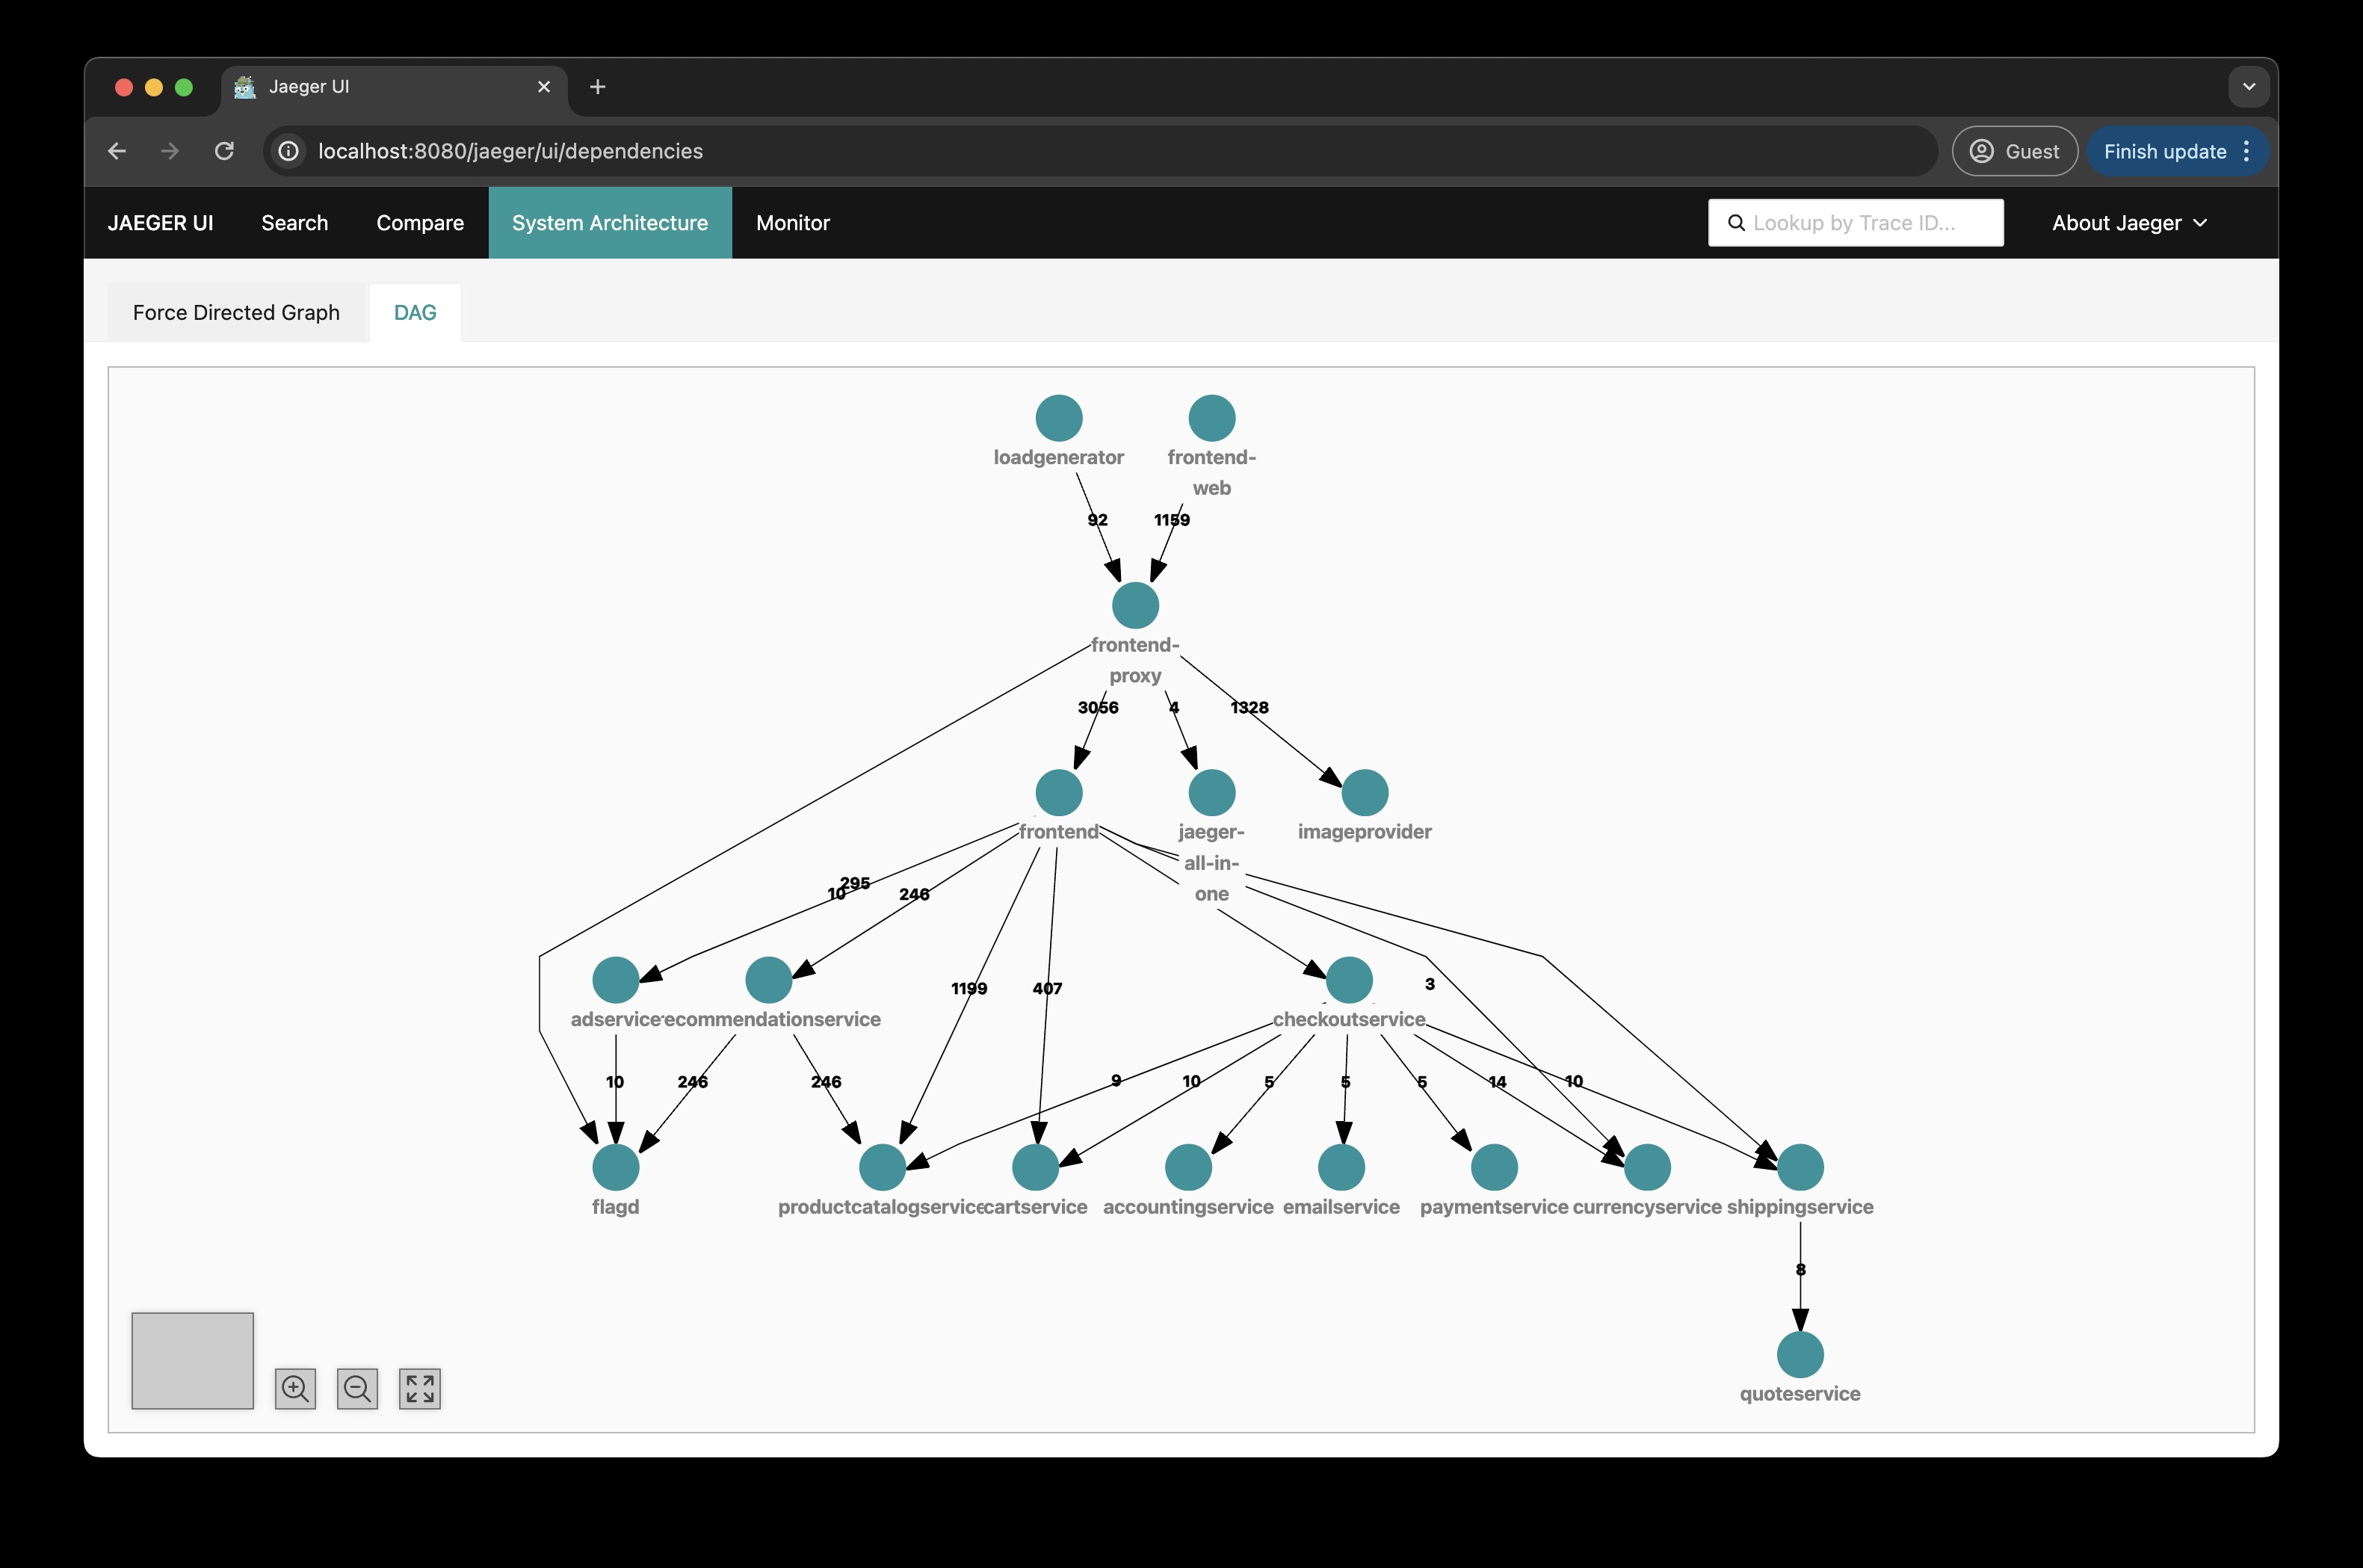 Jaeger UI
localhost:8080/jaeger/ui/dependencies
Guest
Finish update
JAEGER UI
Search
Compare
System Architecture
Monitor
Lookup by Trace ID...
About Jaeger
Force Directed Graph
DAG
loadgenerator
frontend-
web
92
1159
frontend-
proxy
3056
4
1328
frontend
jaeger-
all-in-
one
imageprovider
295
10
246
1199
407
3
adservice
recommendationservice
checkoutservice
10
246
246
9
10
5
5
5
14
10
flagd
productcatalogservice
cartservice
accountingservice
emailservice
paymentservice
currencyservice
shippingservice
8
quoteservice